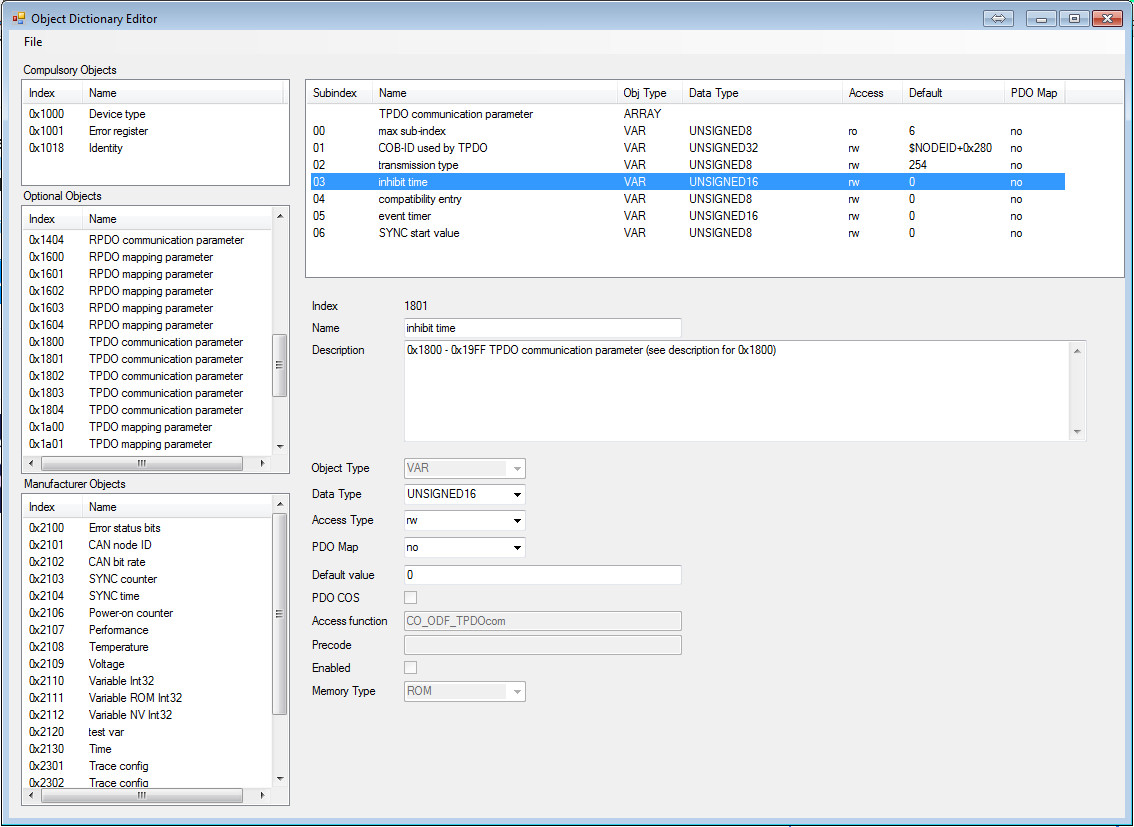 Object Dictionary Editor
File
Compulsory Objects
Index Name
0x1000 Device type
0x1001 Error register
0x1018 Identity
Optional Objects
Index Name
0x1404 RPDO communication parameter
0x1600 RPDO mapping parameter
0x1601 RPDO mapping parameter
0x1602 RPDO mapping parameter
0x1603 RPDO mapping parameter
0x1604 RPDO mapping parameter
0x1800 TPDO communication parameter
0x1801 TPDO communication parameter
0x1802 TPDO communication parameter
0x1803 TPDO communication parameter
0x1804 TPDO communication parameter
0x1a00 TPDO mapping parameter
0x1a01 TPDO mapping parameter
Manufacturer Objects
Index Name
0x2100 Error status bits
0x2101 CAN node ID
0x2102 CAN bit rate
0x2103 SYNC counter
0x2104 SYNC time
0x2106 Power-on counter
0x2107 Performance
0x2108 Temperature
0x2109 Voltage
0x2110 Variable Int32
0x2111 Variable ROM Int32
0x2112 Variable NV Int32
0x2120 test var
0x2130 Time
0x2301 Trace config
0x2302 Trace config
Subindex Name Obj Type Data Type Access Default PDO Map
TPDO communication parameter ARRAY
00 max sub-index VAR UNSIGNED8 ro 6 no
01 COB-ID used by TPDO VAR UNSIGNED32 rw $NODEID+0x280 no
02 transmission type VAR UNSIGNED8 rw 254 no
03 inhibit time VAR UNSIGNED16 rw 0 no
04 compatibility entry VAR UNSIGNED8 rw 0 no
05 event timer VAR UNSIGNED16 rw 0 no
06 SYNC start value VAR UNSIGNED8 rw 0 no
Index 1801
Name inhibit time
Description 0x1800 - 0x19FF TPDO communication parameter (see description for 0x1800)
Object Type VAR
Data Type UNSIGNED16
Access Type rw
PDO Map no
Default value 0
PDO COS
Access function CO_ODF_TPDOcom
Precode
Enabled
Memory Type ROM